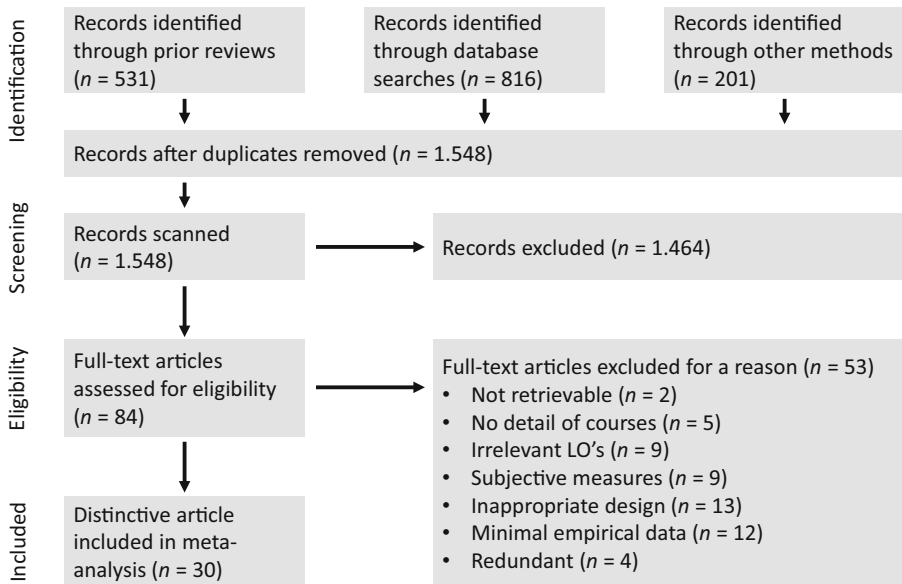 Identification
Records identified
through prior reviews
(n = 531)
Records identified
through database
searches (n = 816)
Records identified
through other methods
(n = 201)
Records after duplicates removed (n = 1.548)
Screening
Records scanned
(n = 1.548)
Records excluded (n = 1.464)
Eligibility
Full-text articles
assessed for eligibility
(n = 84)
Full-text articles excluded for a reason (n = 53)
• Not retrievable (n = 2)
• No detail of courses (n = 5)
• Irrelevant LO's (n = 9)
• Subjective measures (n = 9)
• Inappropriate design (n = 13)
• Minimal empirical data (n = 12)
• Redundant (n = 4)
Included
Distinctive article
included in meta-
analysis (n = 30)